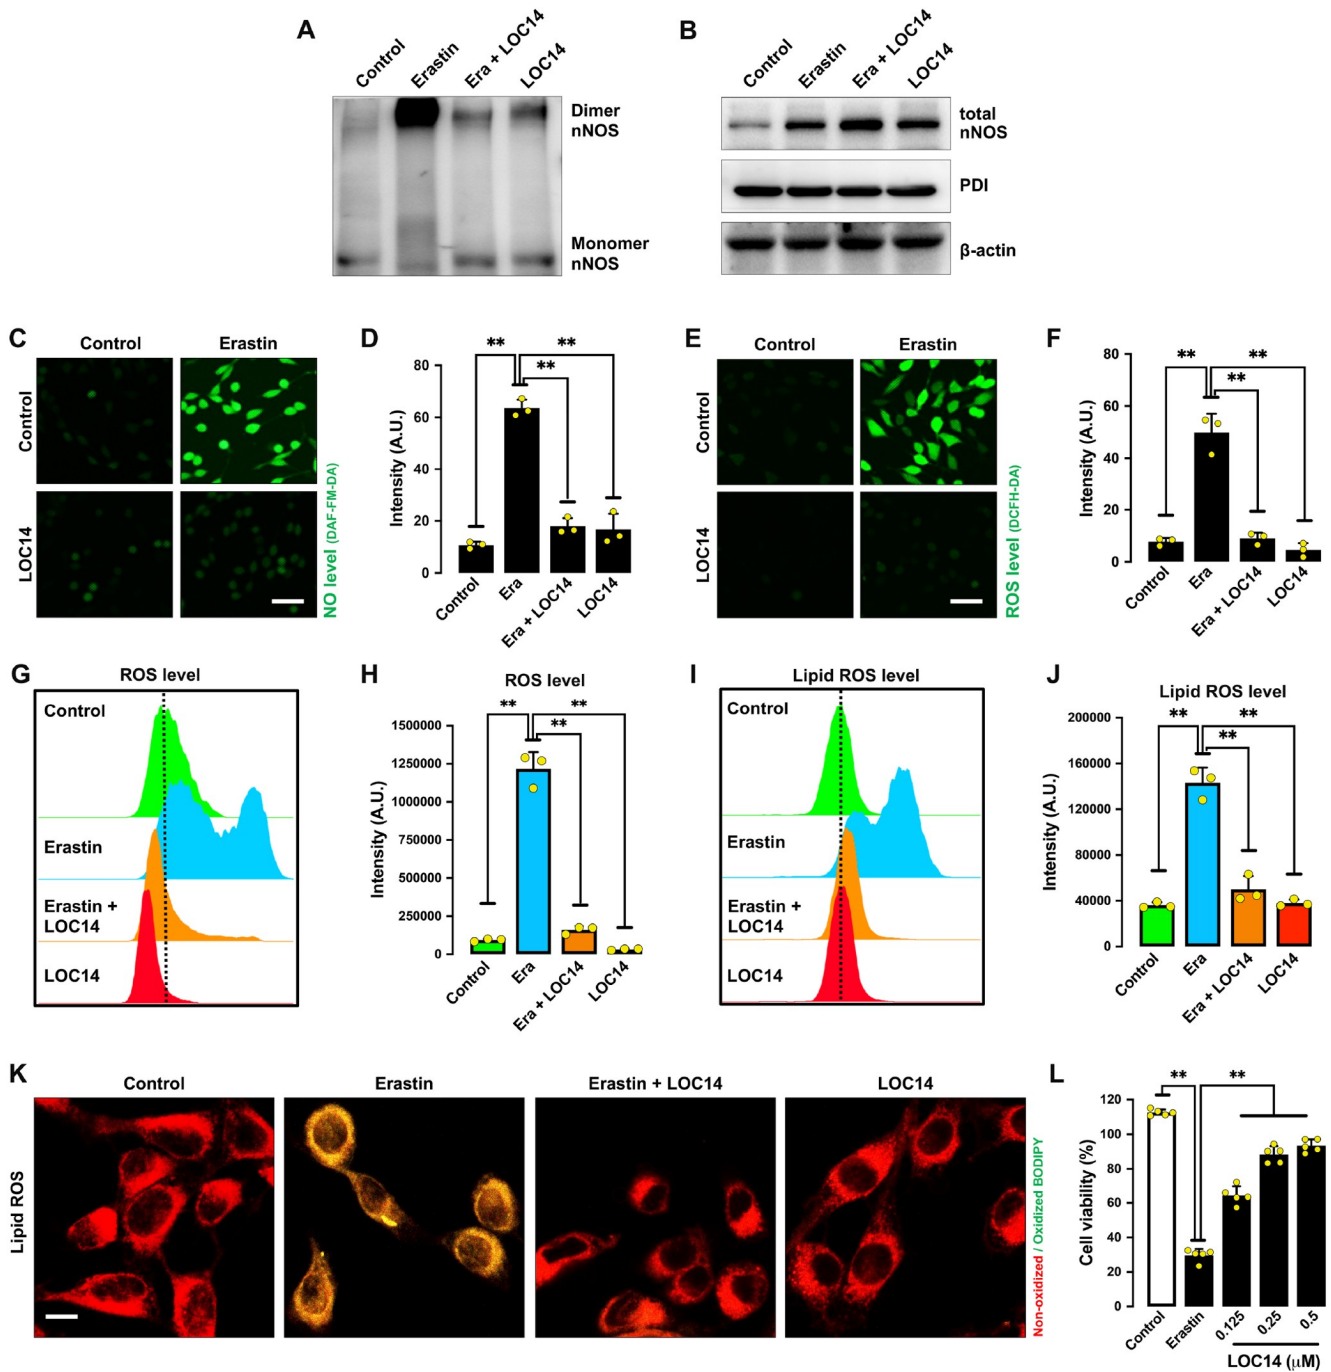 A
Control
Erastin
Era + LOC14
LOC14
Dimer
nNOS
Monomer
nNOS
B
Control
Erastin
Era + LOC14
LOC14
total
nNOS
PDI
β-actin
C
Control
Erastin
Control
LOC14
NO level (DAF-FM-DA)
D
** **
**
Intensity (A.U.)
80
60
40
20
0
Control
Era
Era + LOC14
LOC14
E
Control
Erastin
ROS level (DCFH-DA)
F
** **
**
Intensity (A.U.)
80
60
40
20
0
Control
Era
Era + LOC14
LOC14
G
ROS level
Control
Erastin
Erastin +
LOC14
LOC14
H
ROS level
** **
**
Intensity (A.U.)
1500000
1250000
1000000
750000
500000
250000
0
Control
Era
Era + LOC14
LOC14
I
Lipid ROS level
Control
Erastin
Erastin +
LOC14
LOC14
J
Lipid ROS level
** **
**
Intensity (A.U.)
200000
160000
120000
80000
40000
0
Control
Era
Era + LOC14
LOC14
K
Control
Erastin
Erastin + LOC14
LOC14
Lipid ROS
Non-oxidized / Oxidized BODIPY
L
** **
Cell viability (%)
120
100
80
60
40
20
0
Control
Erastin
0.125
0.25
0.5
LOC14 (μM)